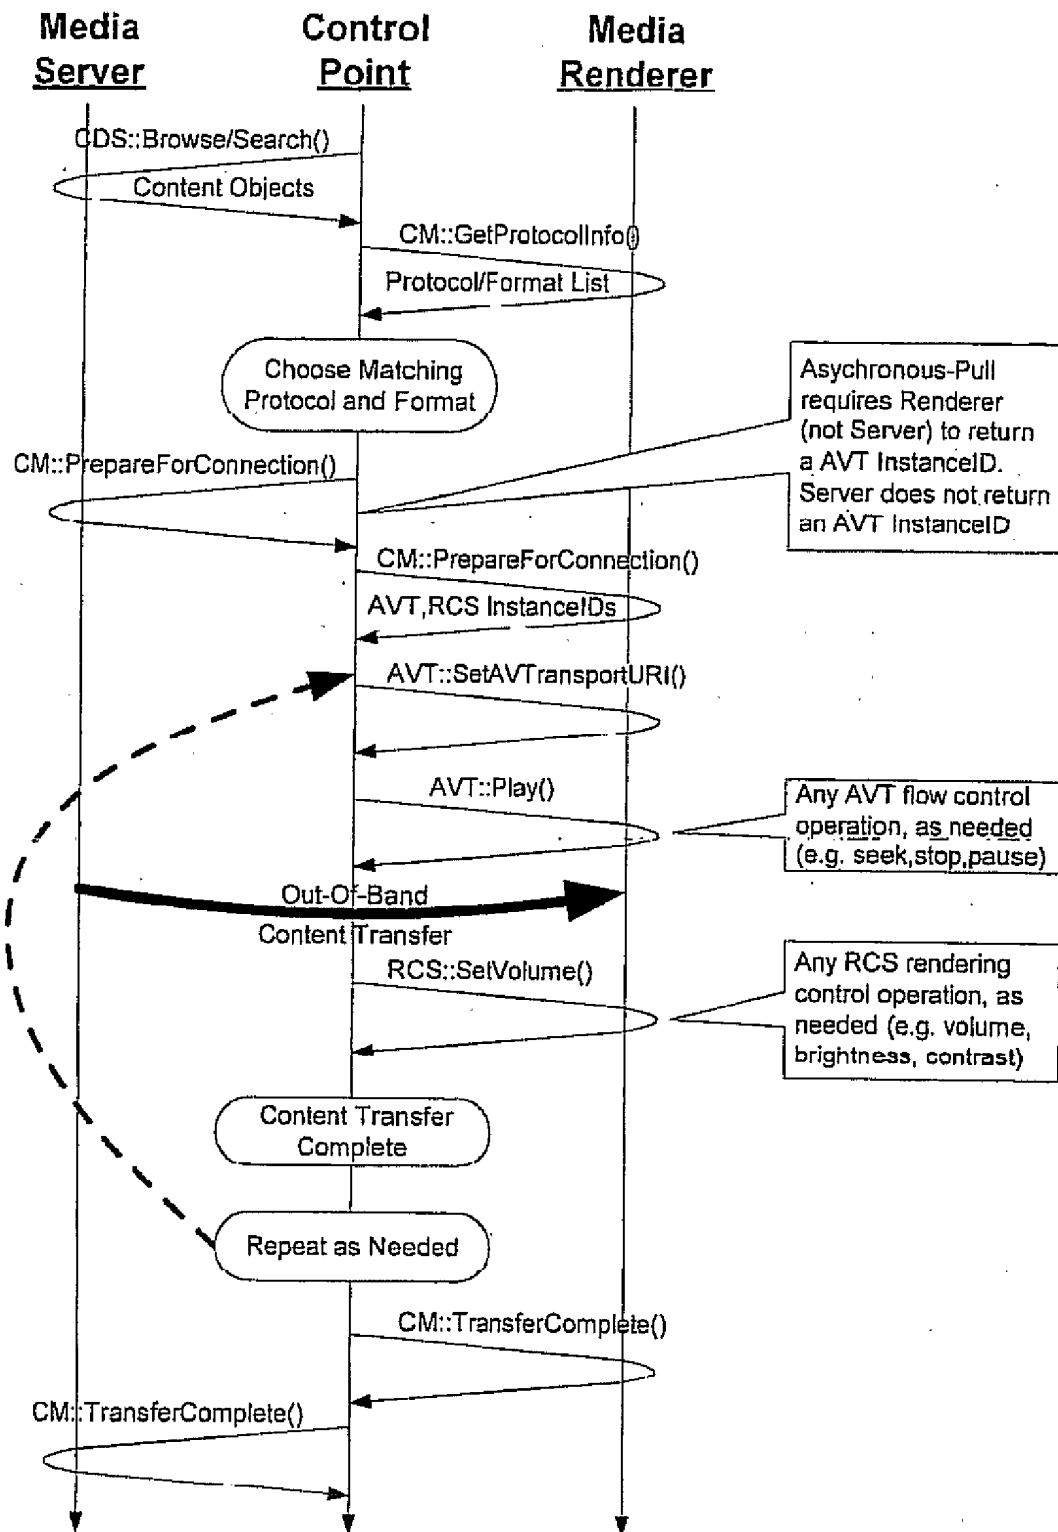 Media
Server
Control
Point
Media
Renderer
CDS::Browse/Search()
Content Objects
CM::GetProtocolInfo()
Protocol/Format List
Choose Matching
Protocol and Format
Asychronous-Pull
requires Renderer
(not Server) to return
a AVT InstanceID.
Server does not return
an AVT InstanceID
CM::PrepareForConnection()
CM::PrepareForConnection()
AVT,RCS InstanceIDs
AVT::SetAVTransportURI()
AVT::Play()
Any AVT flow control
operation, as needed
(e.g. seek,stop,pause)
Out-Of-Band
Content Transfer
RCS::SetVolume()
Any RCS rendering
control operation, as
needed (e.g. volume,
brightness, contrast)
Content Transfer
Complete
Repeat as Needed
CM::TransferComplete()
CM::TransferComplete()